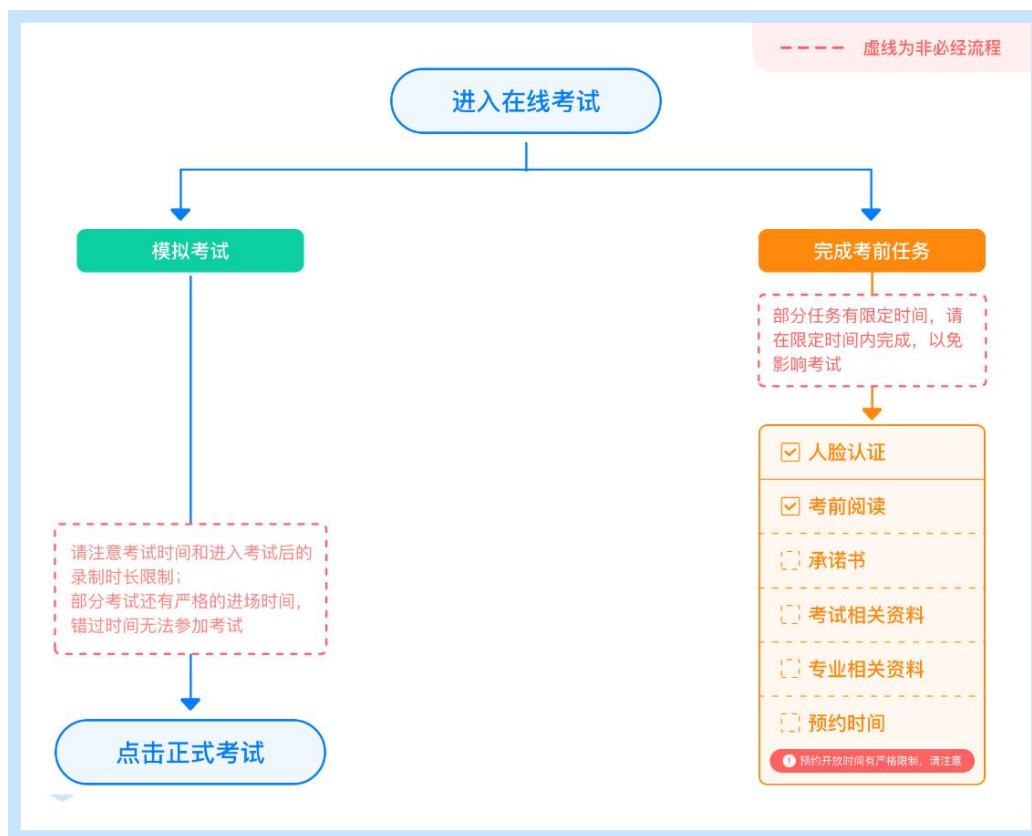 虚线为非必经流程
进入在线考试
模拟考试
完成考前任务
部分任务有限定时间，请
在限定时间内完成，以免
影响考试
人脸认证
考前阅读
承诺书
考试相关资料
专业相关资料
预约时间
预约开放时间有严格限制，请注意
请注意考试时间和进入考试后的
录制时长限制；
部分考试还有严格的进场时间，
错过时间无法参加考试
点击正式考试